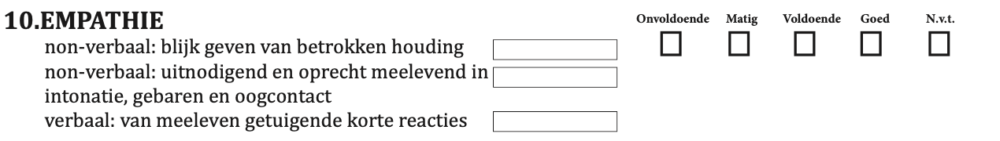 10.EMPATHIE
Onvoldoende Matig Voldoende Goed N.v.t.
non-verbaal: blijk geven van betrokken houding
non-verbaal: uitnodigend en oprecht meelevend in
intonatie, gebaren en oogcontact
verbaal: van meeleven getuigende korte reacties